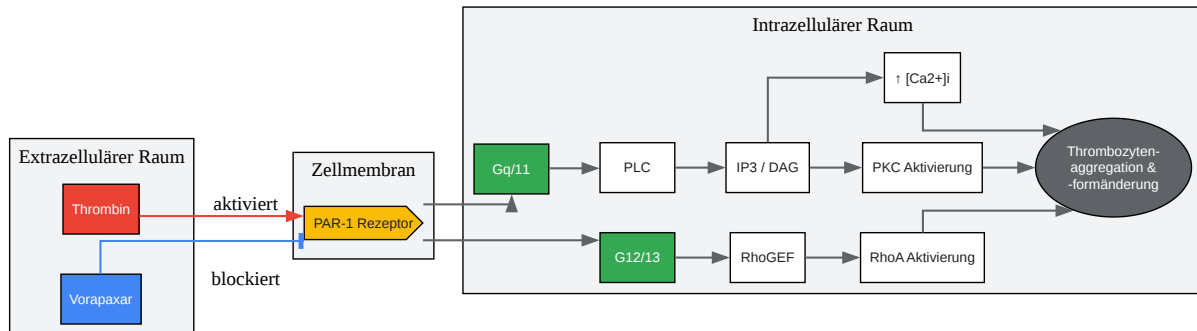 Extrazellulärer Raum
Thrombin
Vorapaxar
aktiviert
blockiert
Zellmembran
PAR-1 Rezeptor
Intrazellulärer Raum
↑ [Ca2+]i
Gq/11
PLC
IP3 / DAG
PKC Aktivierung
G12/13
RhoGEF
RhoA Aktivierung
Thrombozyten-
aggregation &
-formänderung